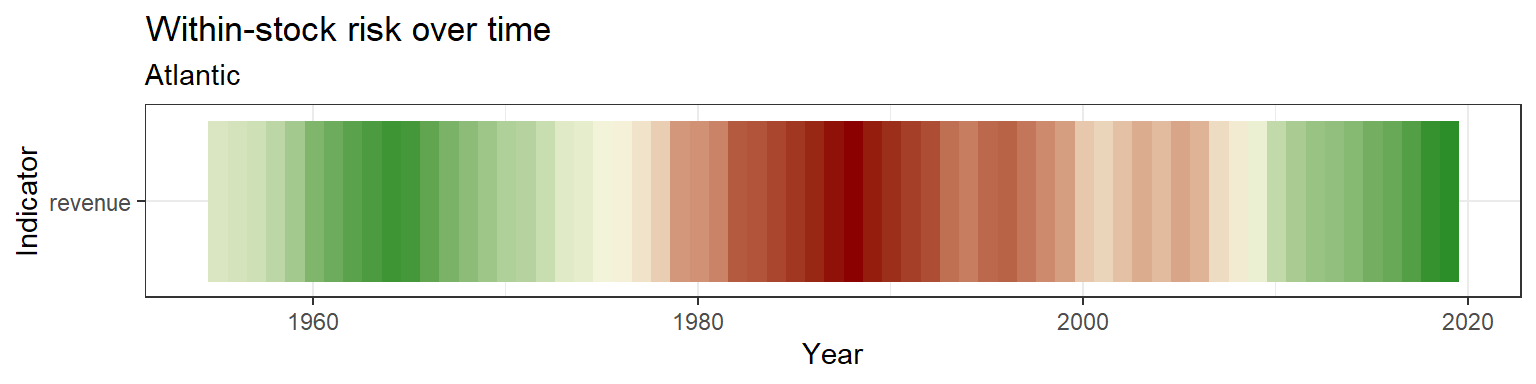 Within-stock risk over time
Atlantic
Indicator
revenue
1960 1980 2000 2020
Year